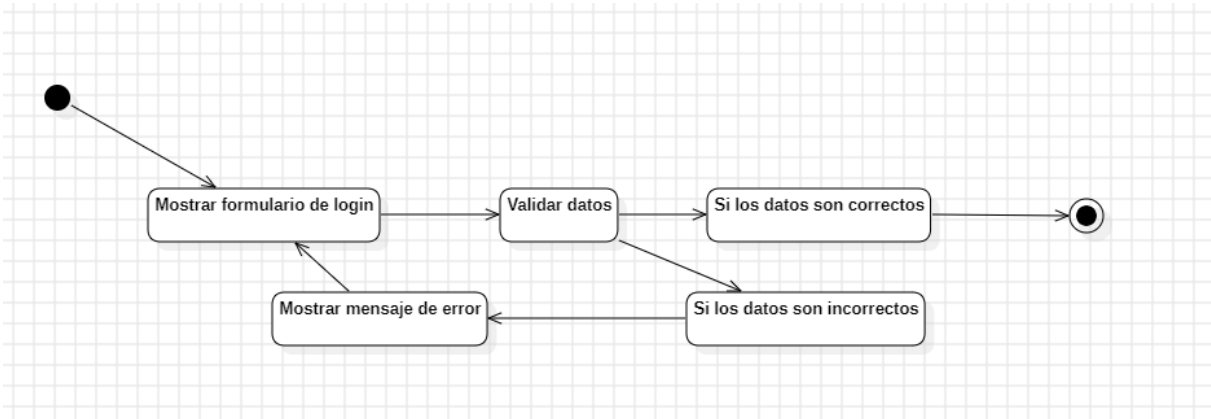 Mostrar formulario de login
Validar datos
Si los datos son correctos
Mostrar mensaje de error
Si los datos son incorrectos